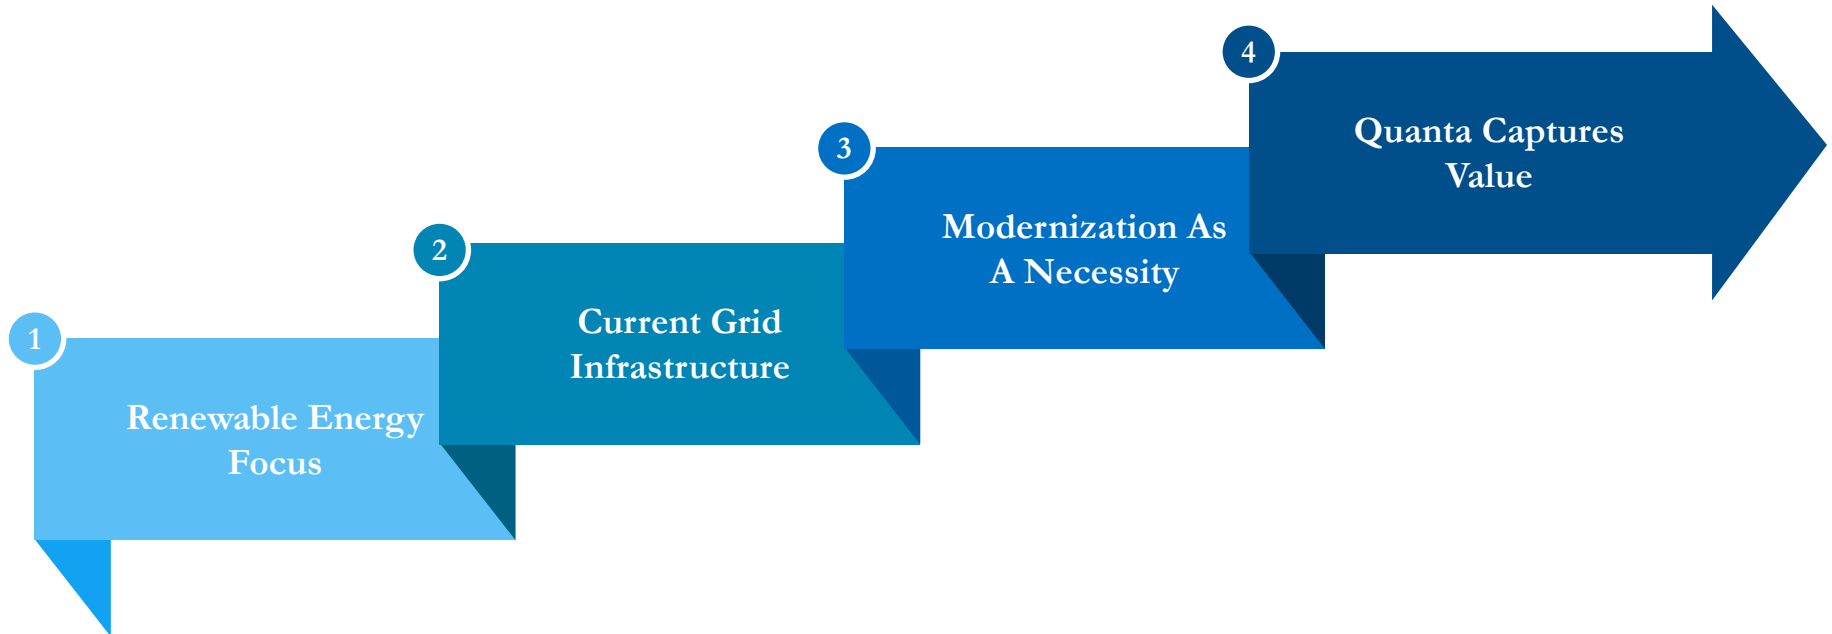 1
Renewable Energy
Focus
2
Current Grid
Infrastructure
3
Modernization As
A Necessity
4
Quanta Captures
Value